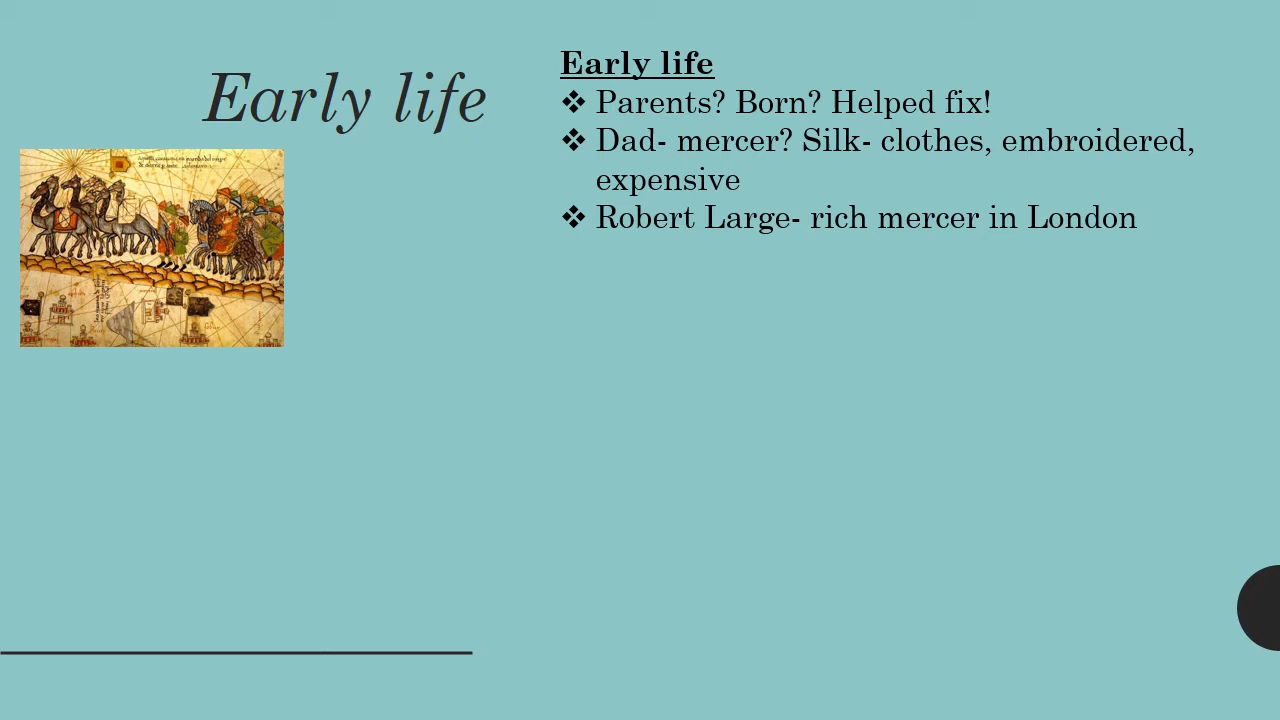 Early life
Early life
❖ Parents? Born? Helped fix!
❖ Dad- mercer? Silk- clothes, embroidered,
expensive
❖ Robert Large- rich mercer in London